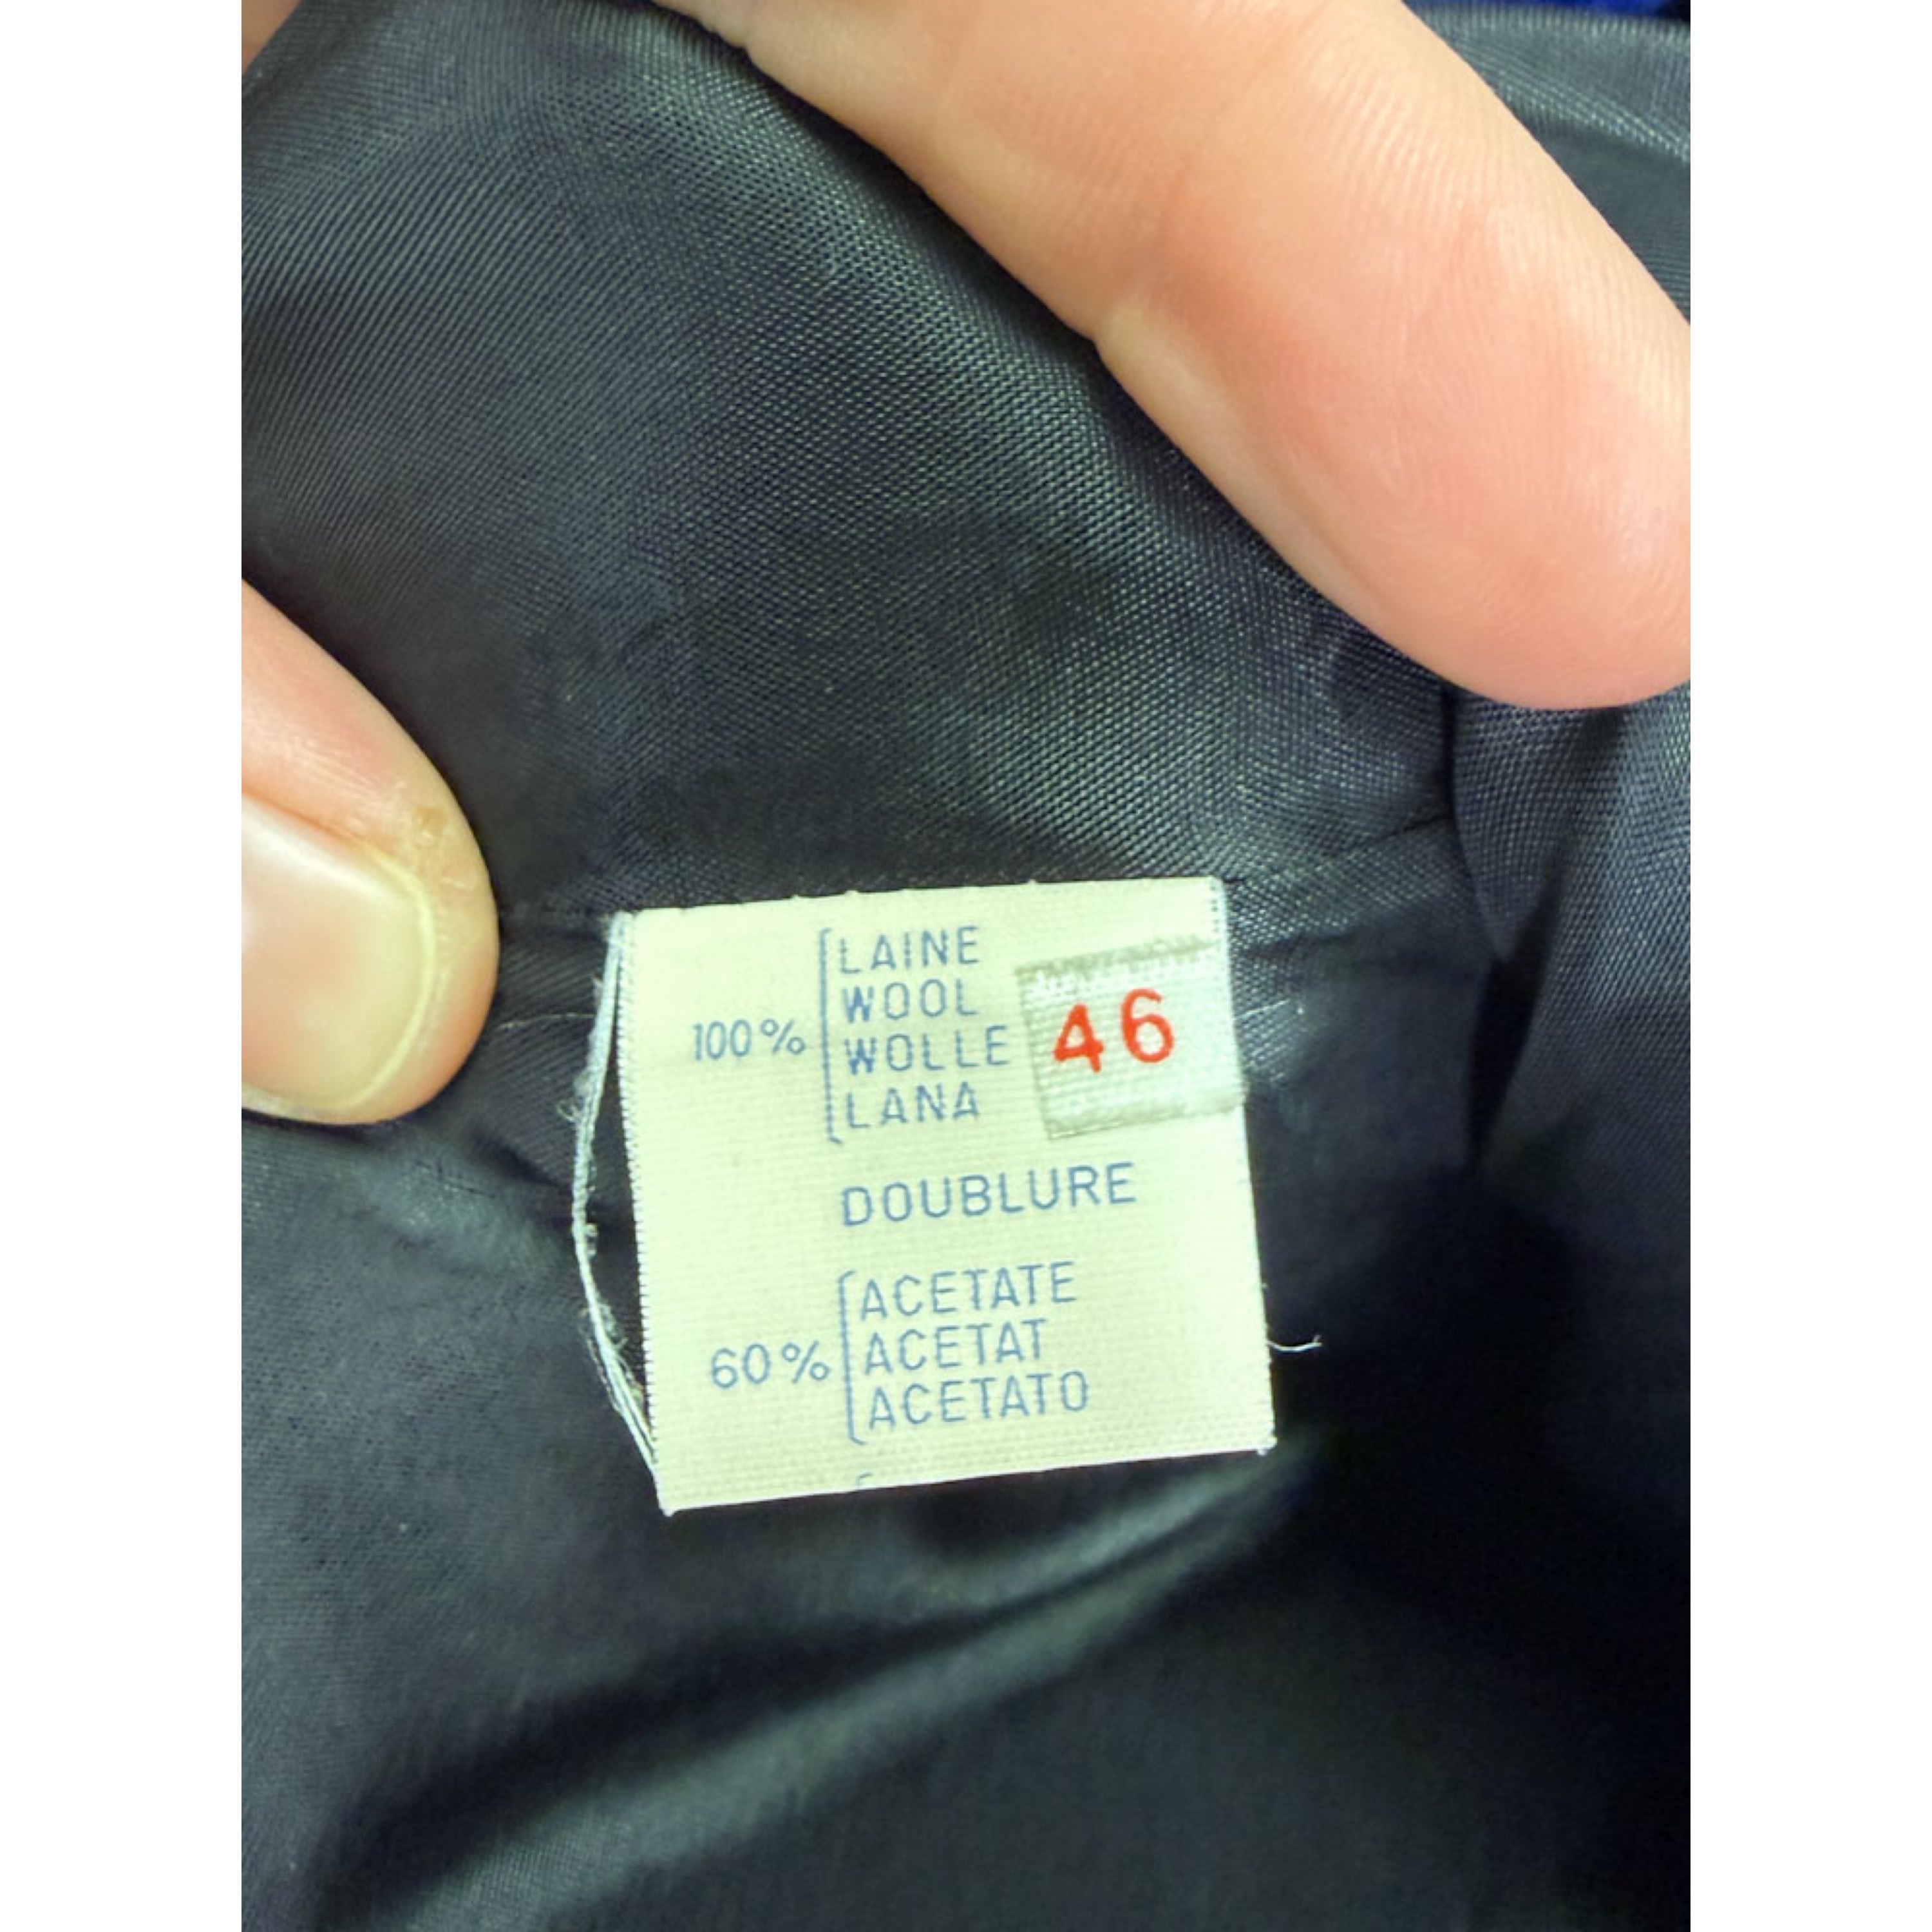 LAINE
WOOL
100% WOLLE
LANA
46
DOUBLURE
ACETATE
60% ACETAT
ACETATO